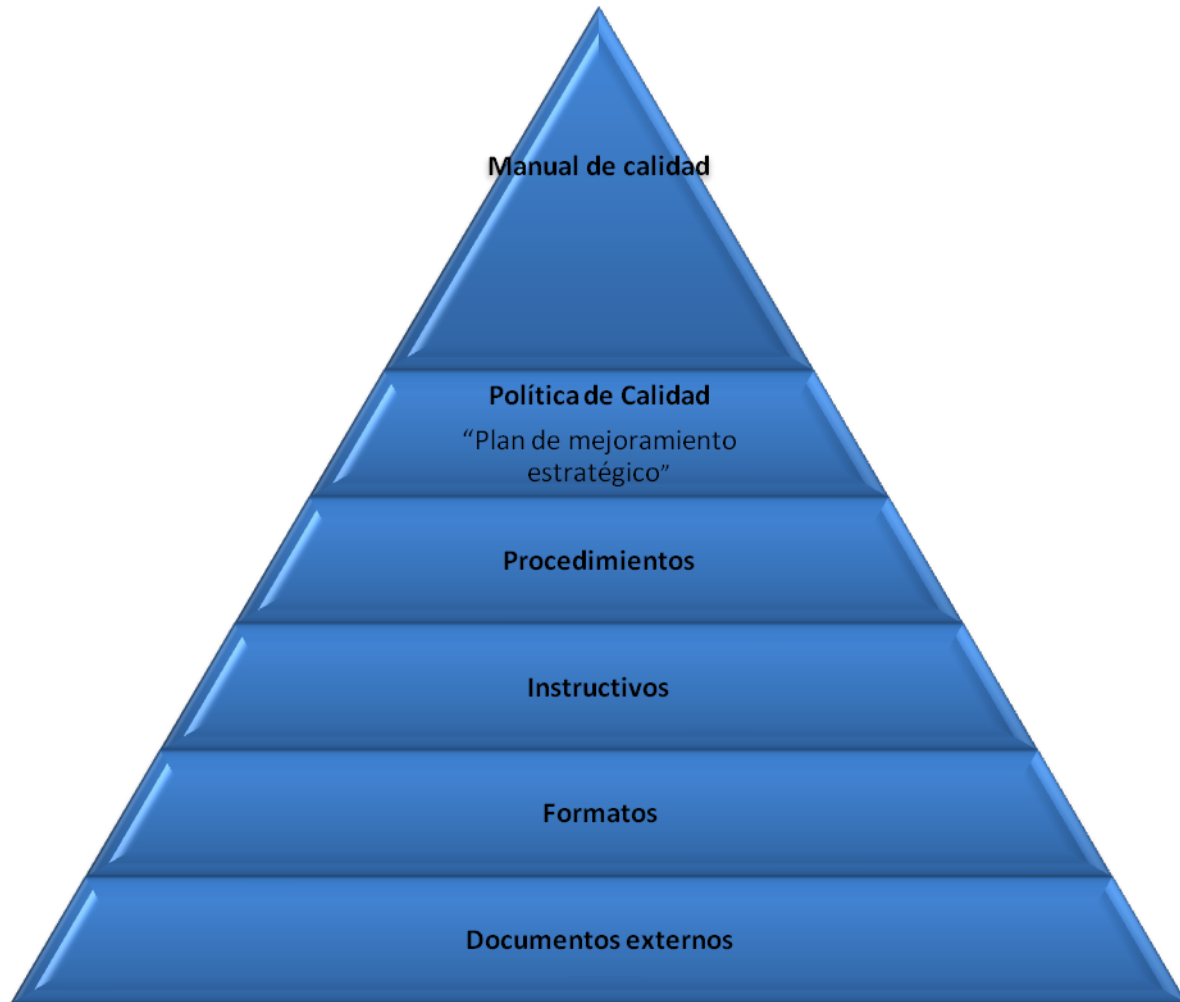 Manual de calidad
Política de Calidad
“Plan de mejoramiento
estratégico”
Procedimientos
Instructivos
Formatos
Documentos externos